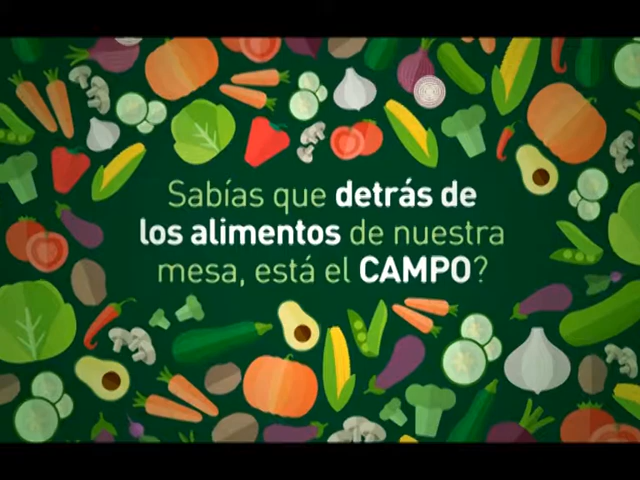 Sabías que detrás de
los alimentos de nuestra
mesa, está el CAMPO?